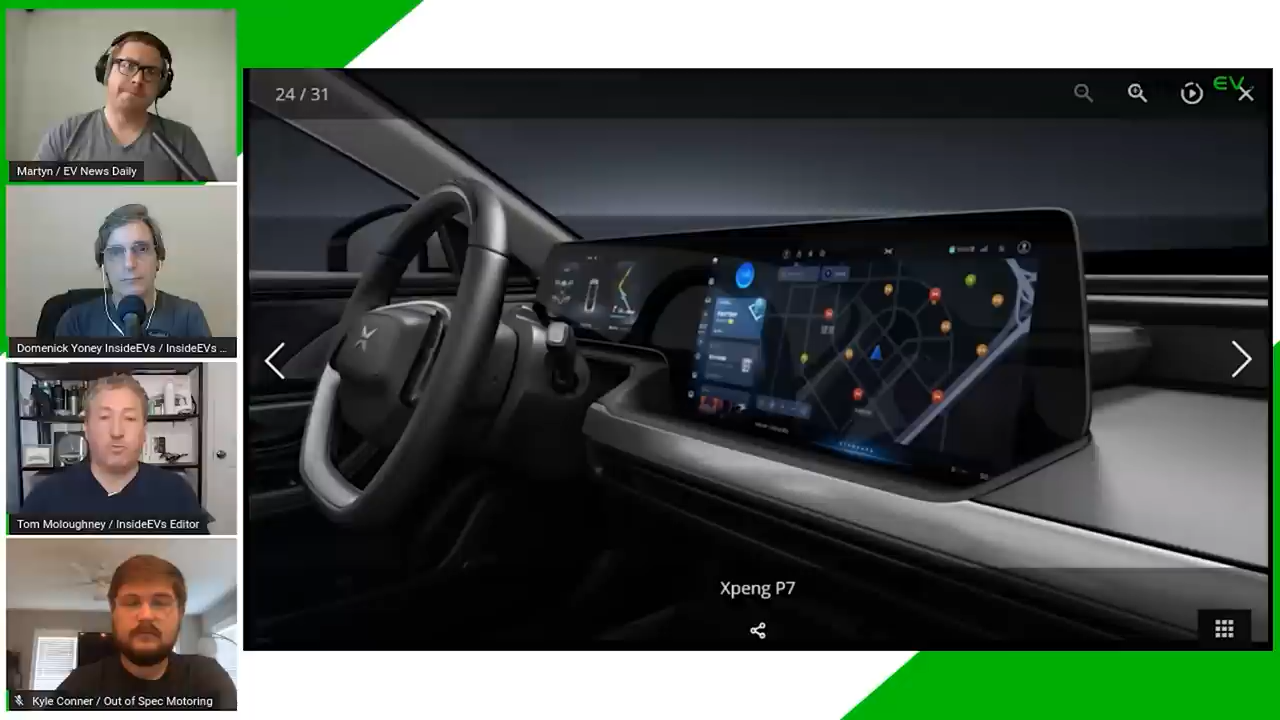 Martyn / EV News Daily
Domenick Yoney InsideEVs / InsideEVs ...
Tom Moloughney / InsideEVs Editor
Kyle Conner / Out of Spec Motoring
24 / 31
EV
Xpeng P7